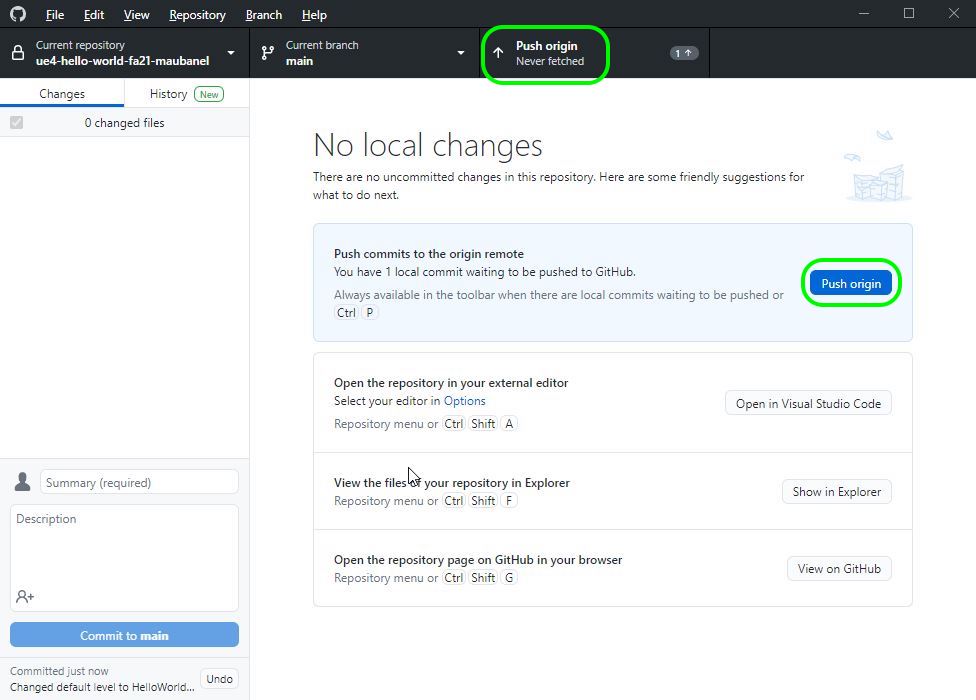 File Edit View Repository Branch Help
Current repository
ue4-hello-world-fa21-maubanel
Current branch
main
Push origin
Never fetched
1
Changes
History New
0 changed files
No local changes
There are no uncommitted changes in this repository. Here are some friendly suggestions for
what to do next.
Push commits to the origin remote
You have 1 local commit waiting to be pushed to GitHub.
Always available in the toolbar when there are local commits waiting to be pushed or
Ctrl P
Push origin
Open the repository in your external editor
Select your editor in Options
Repository menu or Ctrl Shift A
Open in Visual Studio Code
View the files of your repository in Explorer
Repository menu or Ctrl Shift F
Show in Explorer
Open the repository page on GitHub in your browser
Repository menu or Ctrl Shift G
View on GitHub
Summary (required)
Description
Commit to main
Committed just now
Changed default level to HelloWorld...
Undo